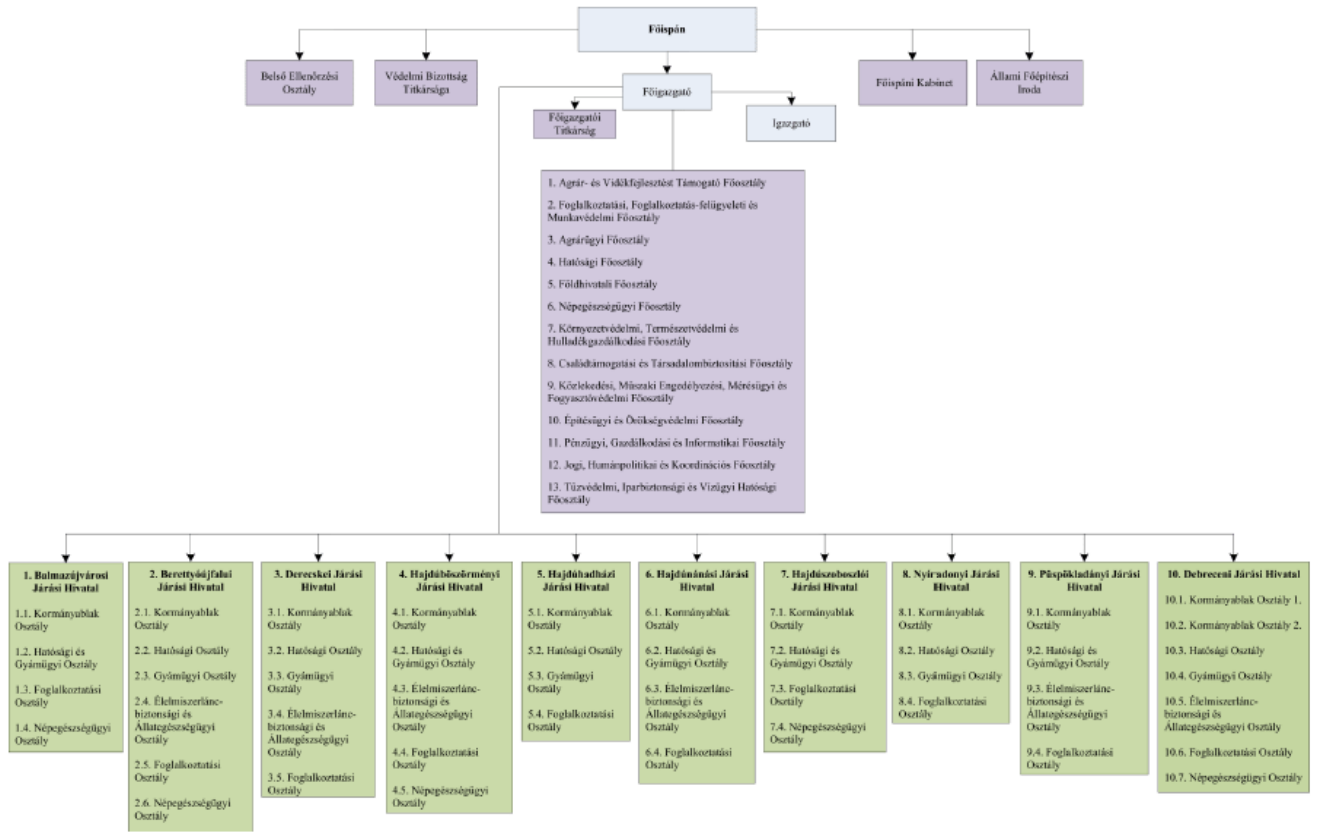 Főispán
Belső Ellenőrzési
Osztály
Védelmi Bizottság
Titkársága
Főispáni Kabinet
Állami Főépítészi
Iroda
Főigazgató
Főigazgatói
Titkárság
Igazgató
1. Agrár- és Vidékfejlesztést Támogató Főosztály
2. Foglalkoztatási, Foglalkoztatás-felügyeleti és
Munkavédelmi Főosztály
3. Agrárügyi Főosztály
4. Hatósági Főosztály
5. Földhivatali Főosztály
6. Népegészségügyi Főosztály
7. Környezetvédelmi, Természetvédelmi és
Hulladékgazdálkodási Főosztály
8. Családtámogatási és Társadalombiztosítási Főosztály
9. Közlekedési, Műszaki Engedélyezési, Mérésügyi és
Fogyasztóvédelmi Főosztály
10. Építésügyi és Örökségvédelmi Főosztály
11. Pénzügyi, Gazdálkodási és Informatikai Főosztály
12. Jogi, Humánpolitikai és Koordinációs Főosztály
13. Tűzvédelmi, Iparbiztonsági és Vízügyi Hatósági
Főosztály
1. Balmazújvárosi
Járási Hivatal
1.1. Kormányablak
Osztály
1.2. Hatósági és
Gyámügyi Osztály
1.3. Foglalkoztatási
Osztály
1.4. Népegészségügyi
Osztály
2. Berettyóújfalui
Járási Hivatal
2.1. Kormányablak
Osztály
2.2. Hatósági Osztály
2.3. Gyámügyi Osztály
2.4. Élelmiszerlánc-
biztonsági és
Állategészségügyi
Osztály
2.5. Foglalkoztatási
Osztály
2.6. Népegészségügyi
Osztály
3. Derecskei Járási
Hivatal
3.1. Kormányablak
Osztály
3.2. Hatósági Osztály
3.3. Gyámügyi
Osztály
3.4. Élelmiszerlánc-
biztonsági és
Állategészségügyi
Osztály
3.5. Foglalkoztatási
Osztály
4. Hajdúböszörményi
Járási Hivatal
4.1. Kormányablak
Osztály
4.2. Hatósági és
Gyámügyi Osztály
4.3. Élelmiszerlánc-
biztonsági és
Állategészségügyi
Osztály
4.4. Foglalkoztatási
Osztály
4.5. Népegészségügyi
Osztály
5. Hajdúhadházi
Járási Hivatal
5.1. Kormányablak
Osztály
5.2. Hatósági Osztály
5.3. Gyámügyi
Osztály
5.4. Foglalkoztatási
Osztály
6. Hajdúnánási Járási
Hivatal
6.1. Kormányablak
Osztály
6.2. Hatósági és
Gyámügyi Osztály
6.3. Élelmiszerlánc-
biztonsági és
Állategészségügyi
Osztály
6.4. Foglalkoztatási
Osztály
7. Hajdúszoboszlói
Járási Hivatal
7.1. Kormányablak
Osztály
7.2. Hatósági és
Gyámügyi Osztály
7.3. Foglalkoztatási
Osztály
7.4. Népegészségügyi
Osztály
8. Nyíradonyi Járási
Hivatal
8.1. Kormányablak
Osztály
8.2. Hatósági Osztály
8.3. Gyámügyi Osztály
8.4. Foglalkoztatási
Osztály
9. Püspökladányi Járási
Hivatal
9.1. Kormányablak
Osztály
9.2. Hatósági és
Gyámügyi Osztály
9.3. Élelmiszerlánc-
biztonsági és
Állategészségügyi
Osztály
9.4. Foglalkoztatási
Osztály
10. Debreceni Járási Hivatal
10.1. Kormányablak Osztály 1.
10.2. Kormányablak Osztály 2.
10.3. Hatósági Osztály
10.4. Gyámügyi Osztály
10.5. Élelmiszerlánc-
biztonsági és
Állategészségügyi Osztály
10.6. Foglalkoztatási Osztály
10.7. Népegészségügyi Osztály